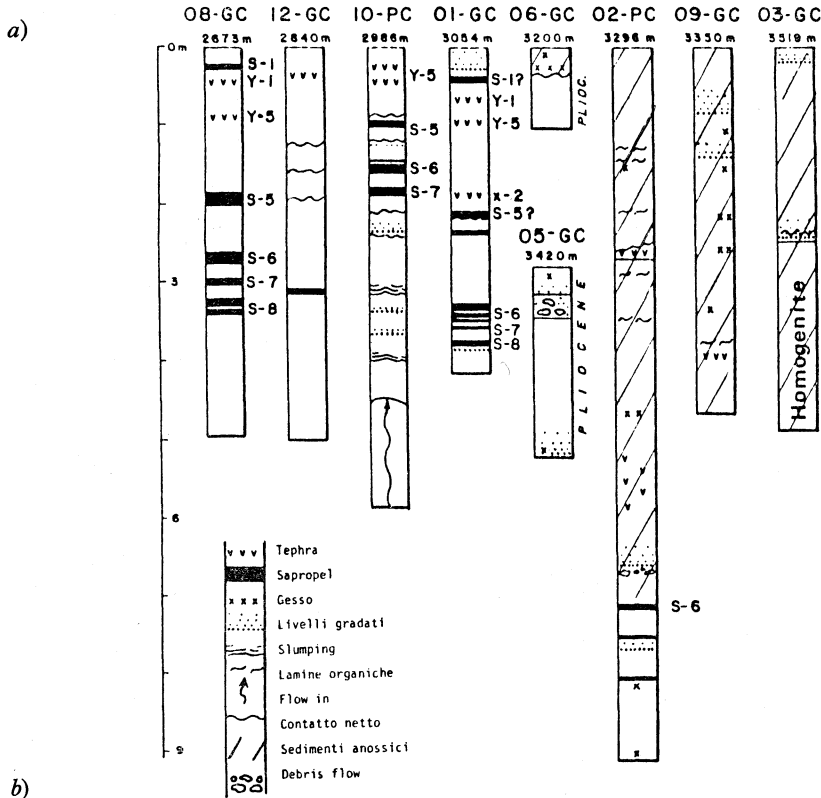 a)
08-GC 12-GC 10-PC 01-GC 06-GC 02-PC 09-GC 03-GC
2673m 2840m 2986m 3054m 3200m 3296m 3350m 3519m
0m
S-1
Y-1
Y-5
S-5
S-6
S-7
S-8
Y-5
S-5
S-6
S-7
S-1?
Y-1
Y-5
X-2
S-5?
S-6
S-7
S-8
PLIOC.
05-GC
3420m
PLIOCENE
S-6
Homogenite
3
6
9
Tephra
Sapropel
Gesso
Livelli gradati
Slumping
Lamine organiche
Flow in
Contatto netto
Sedimenti anossici
Debris flow
b)